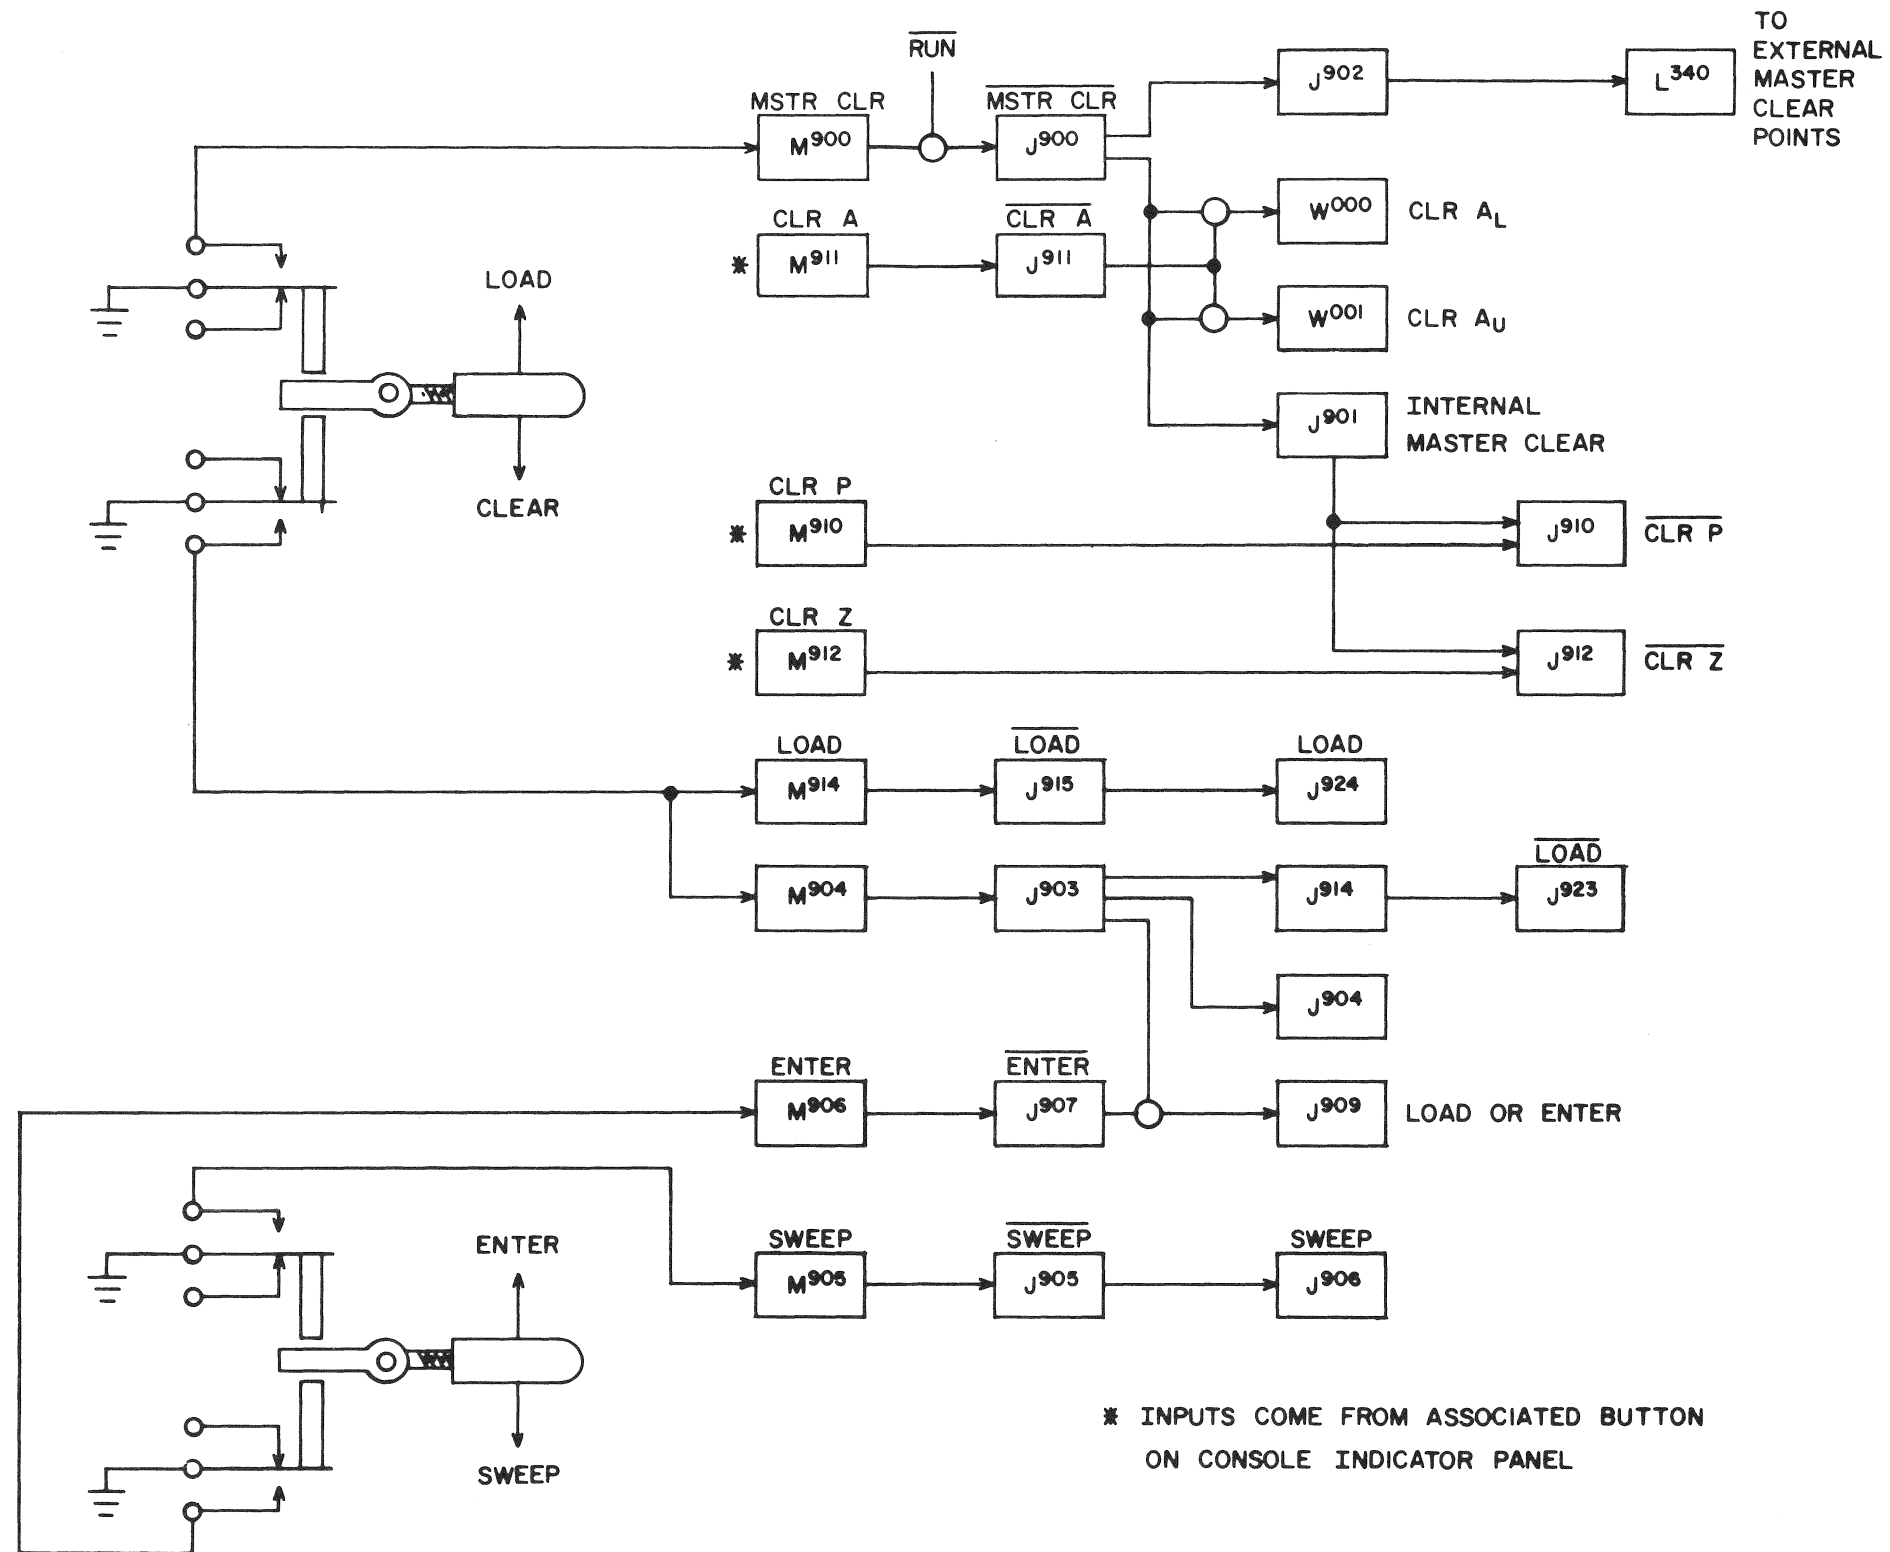 TO
EXTERNAL
MASTER
CLEAR
POINTS
RUN
MSTR CLR
MSTR CLR
J902
L340
M900
J900
CLR A
CLR A
W000
CLR AL
* M911
J911
LOAD
W001
CLR AU
J901
INTERNAL
MASTER CLEAR
CLEAR
CLR P
* M910
J910
CLR P
CLR Z
* M912
J912
CLR Z
LOAD
LOAD
LOAD
M914
J915
J924
LOAD
M904
J903
J914
J923
J904
ENTER
ENTER
M906
J907
J909
LOAD OR ENTER
ENTER
SWEEP
SWEEP
SWEEP
M905
J905
J906
SWEEP
* INPUTS COME FROM ASSOCIATED BUTTON
ON CONSOLE INDICATOR PANEL